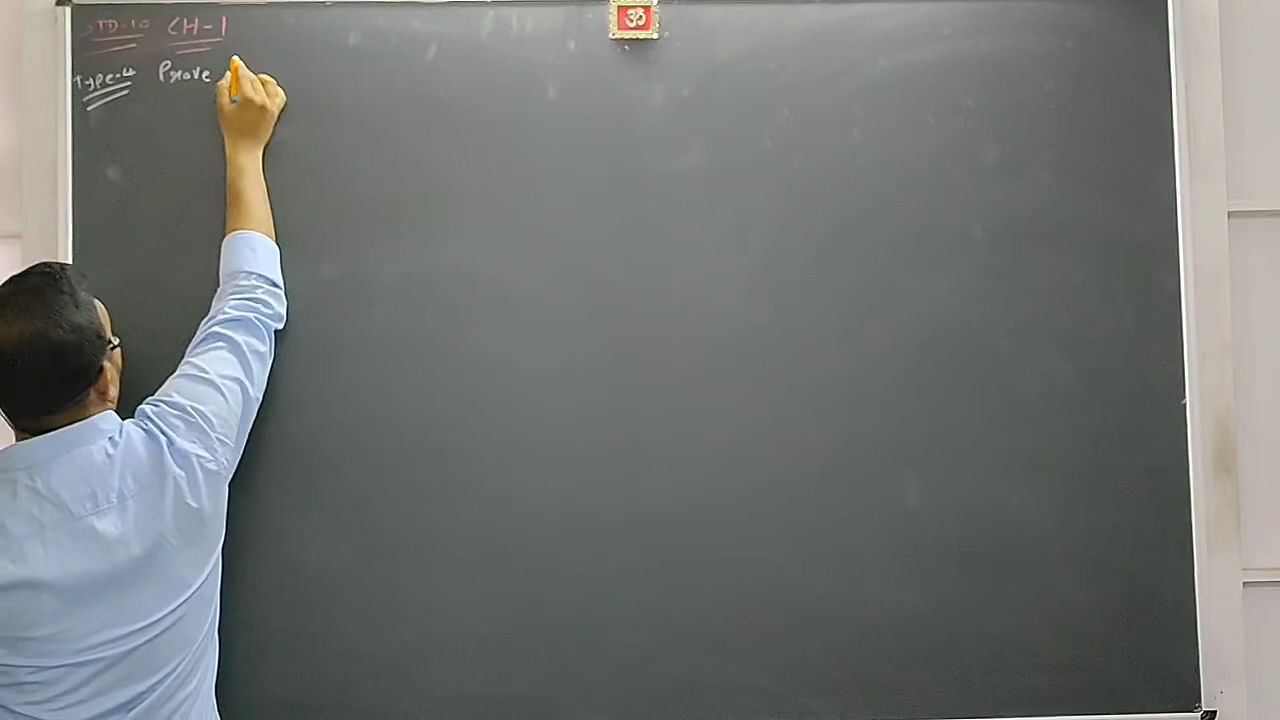 STD-10 CH-1
Type-4 Prove
ॐ